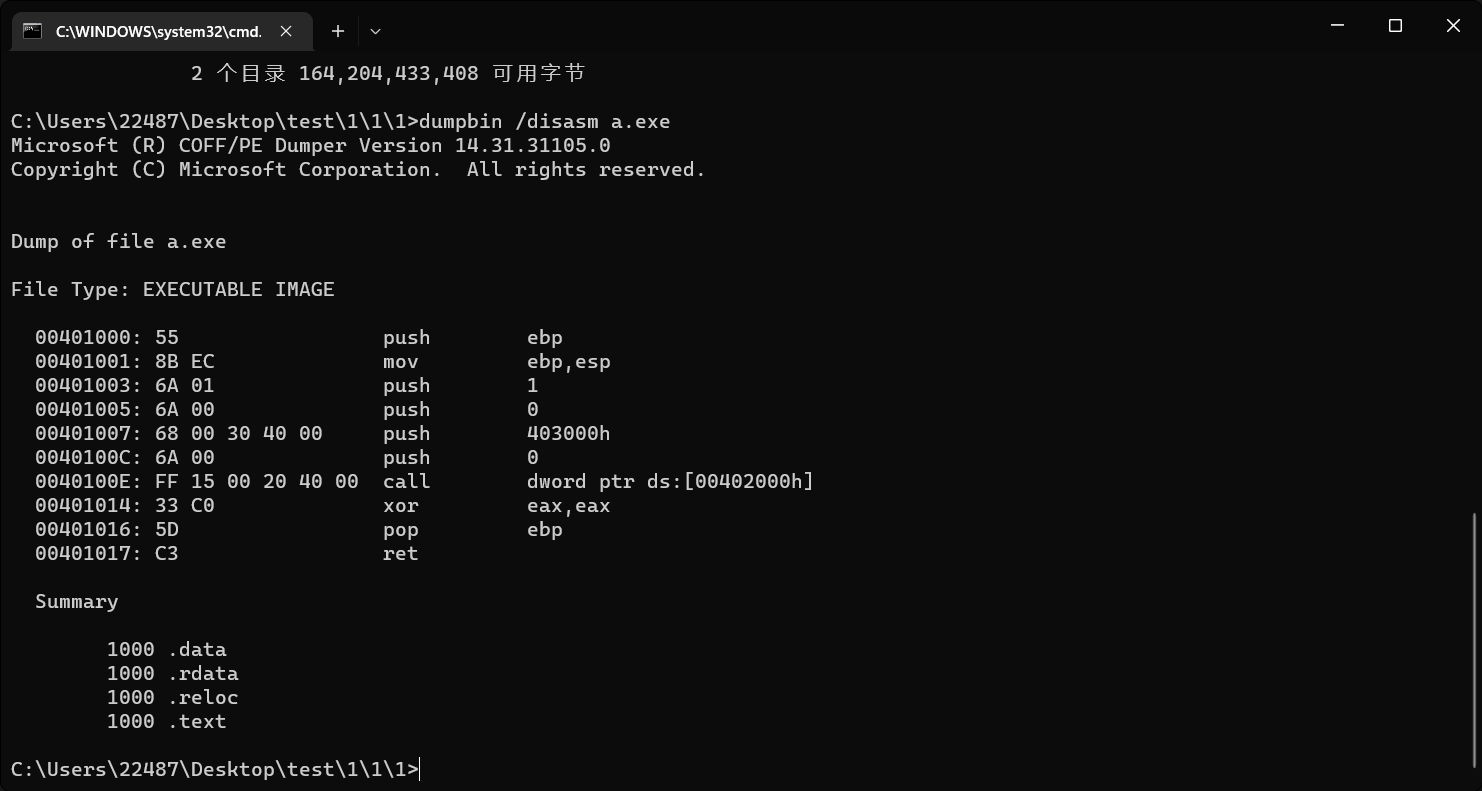 C:\WINDOWS\system32\cmd.
2 个目录 164,204,433,408 可用字节
C:\Users\22487\Desktop\test\1\1\1>dumpbin /disasm a.exe
Microsoft (R) COFF/PE Dumper Version 14.31.31105.0
Copyright (C) Microsoft Corporation.  All rights reserved.
Dump of file a.exe
File Type: EXECUTABLE IMAGE
00401000: 55                 push        ebp
00401001: 8B EC              mov         ebp,esp
00401003: 6A 01              push        1
00401005: 6A 00              push        0
00401007: 68 00 30 40 00     push        403000h
0040100C: 6A 00              push        0
0040100E: FF 15 00 20 40 00  call        dword ptr ds:[00402000h]
00401014: 33 C0              xor         eax,eax
00401016: 5D                 pop         ebp
00401017: C3                 ret
Summary
1000 .data
1000 .rdata
1000 .reloc
1000 .text
C:\Users\22487\Desktop\test\1\1\1>